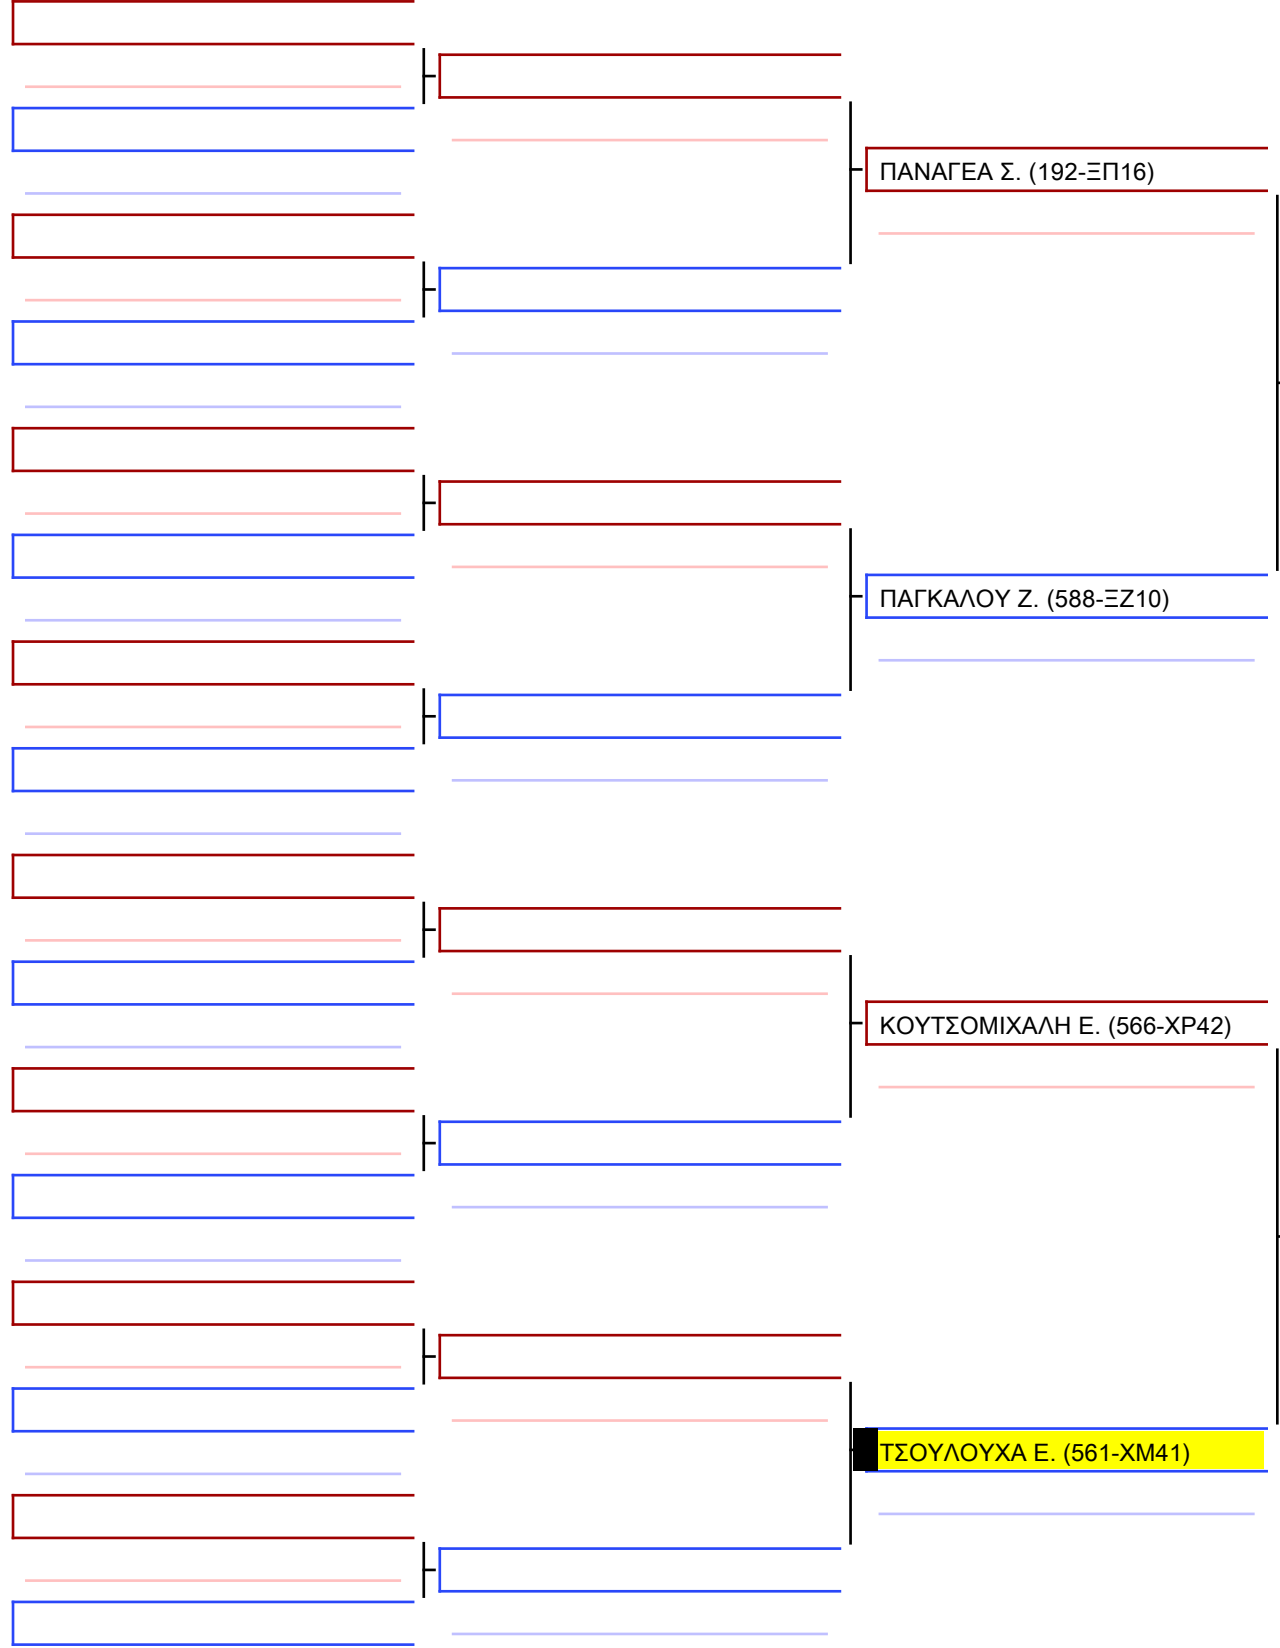 ΠΑΝΑΓΕΑ Σ. (192-ΞΠ16)
ΠΑΓΚΑΛΟΥ Ζ. (588-ΞΖ10)
ΚΟΥΤΣΟΜΙΧΑΛΗ Ε. (566-ΧΡ42)
ΤΣΟΥΛΟΥΧΑ Ε. (561-ΧΜ41)